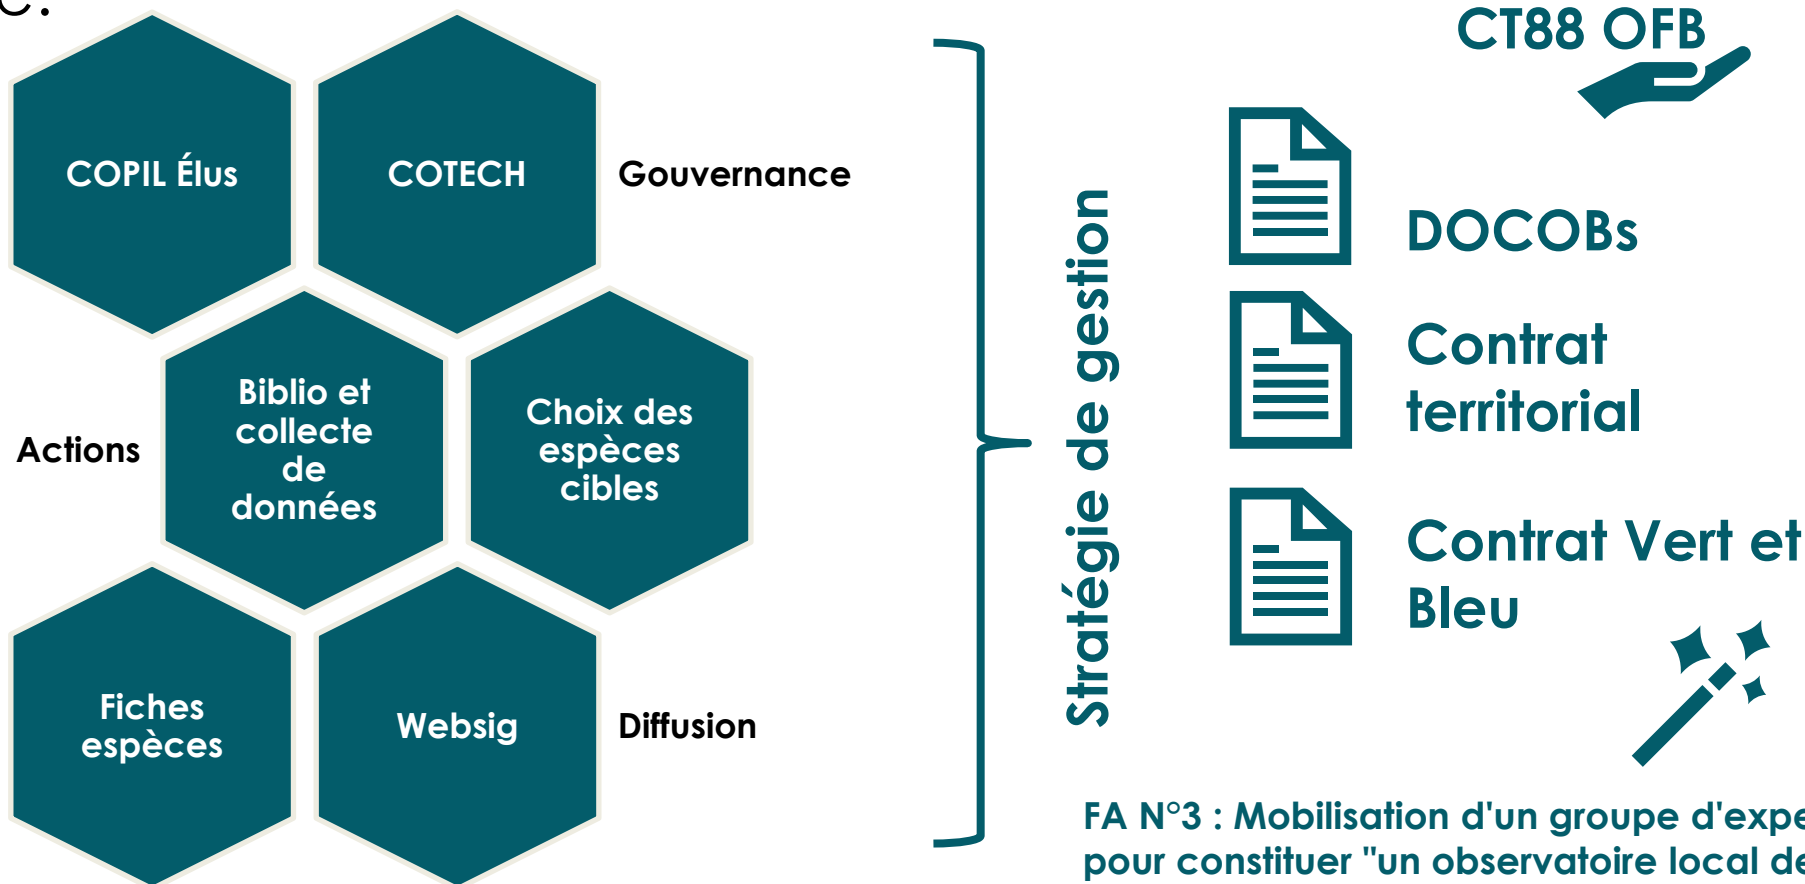 COPIL Élus
COTECH
Gouvernance
Actions
Biblio et
collecte
de
données
Choix des
espèces
cibles
Fiches
espèces
Websig
Diffusion
Stratégie de gestion
CT88 OFB
DOCOBs
Contrat
territorial
Contrat Vert et
Bleu
FA N°3 : Mobilisation d'un groupe
pour constituer "un observatoire local